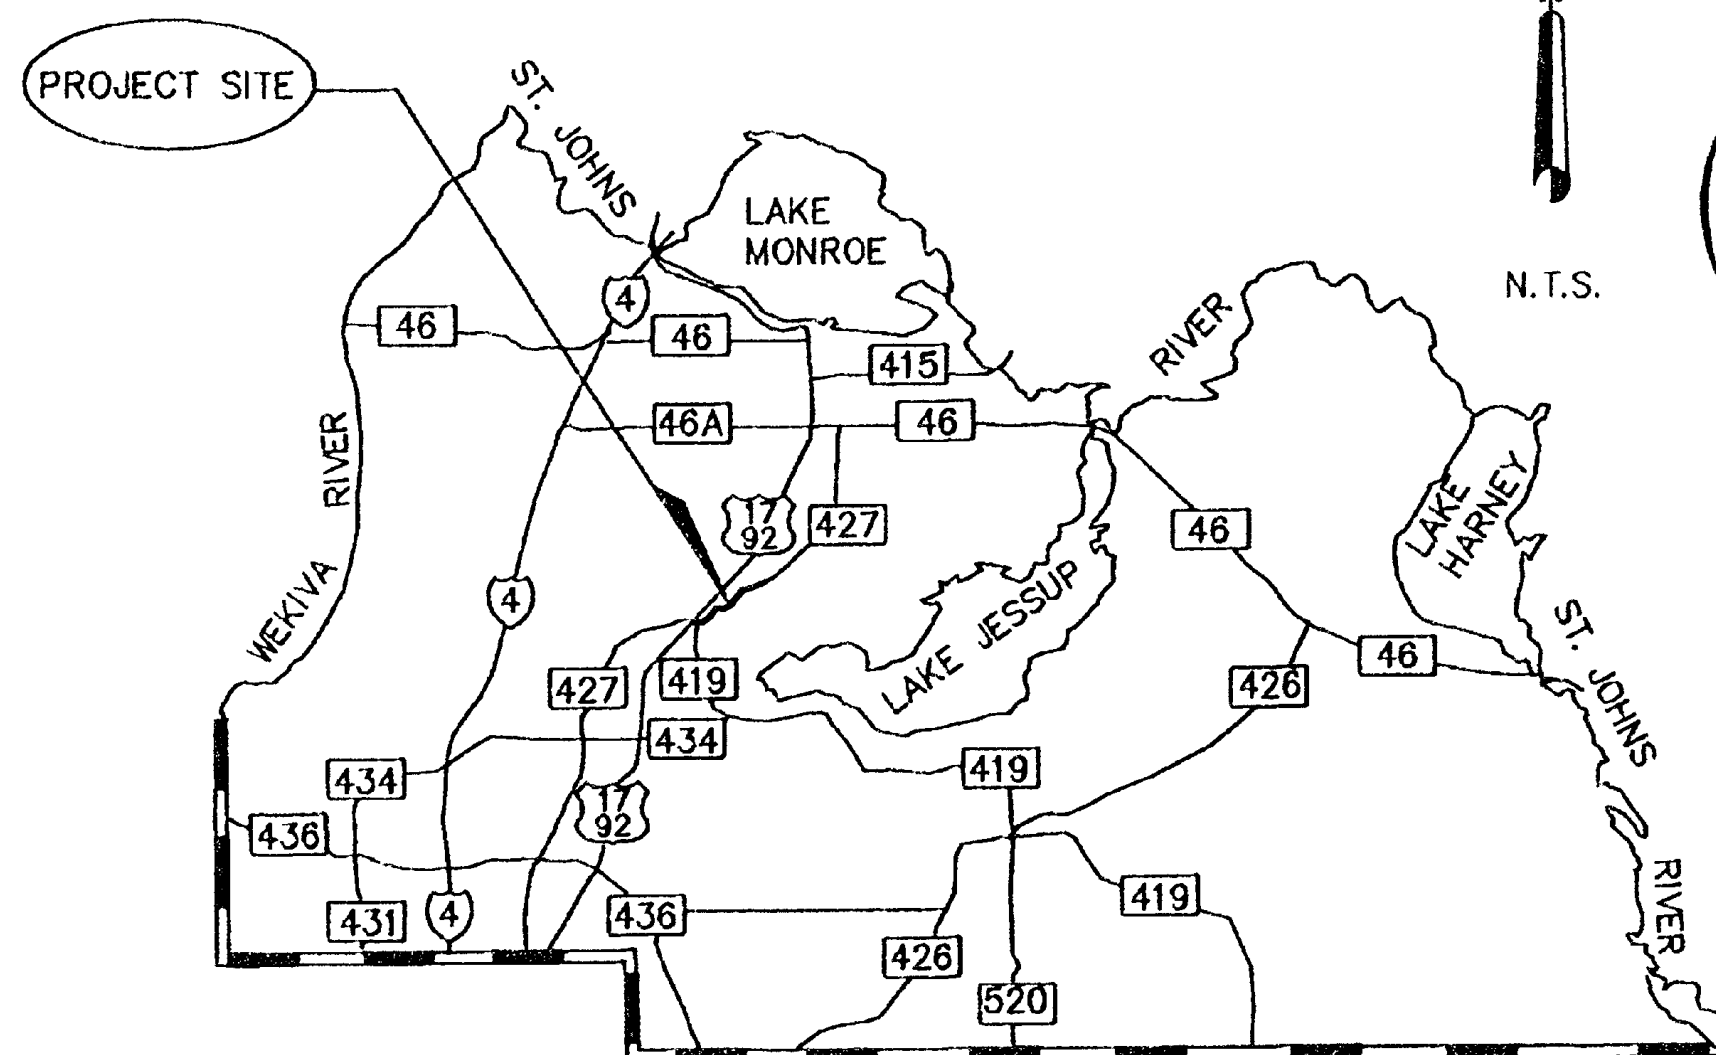 PROJECT SITE
ST. JOHNS
LAKE
MONROE
N.T.S.
RIVER
4
46
46
415
46A
46
RIVER
17
92
427
46
LAKE
HARNEY
WEKIVA
4
LAKE JESSUP
ST. JOHNS
427
419
426
46
434
434
419
17
92
436
436
419
431
4
426
520
RIVER